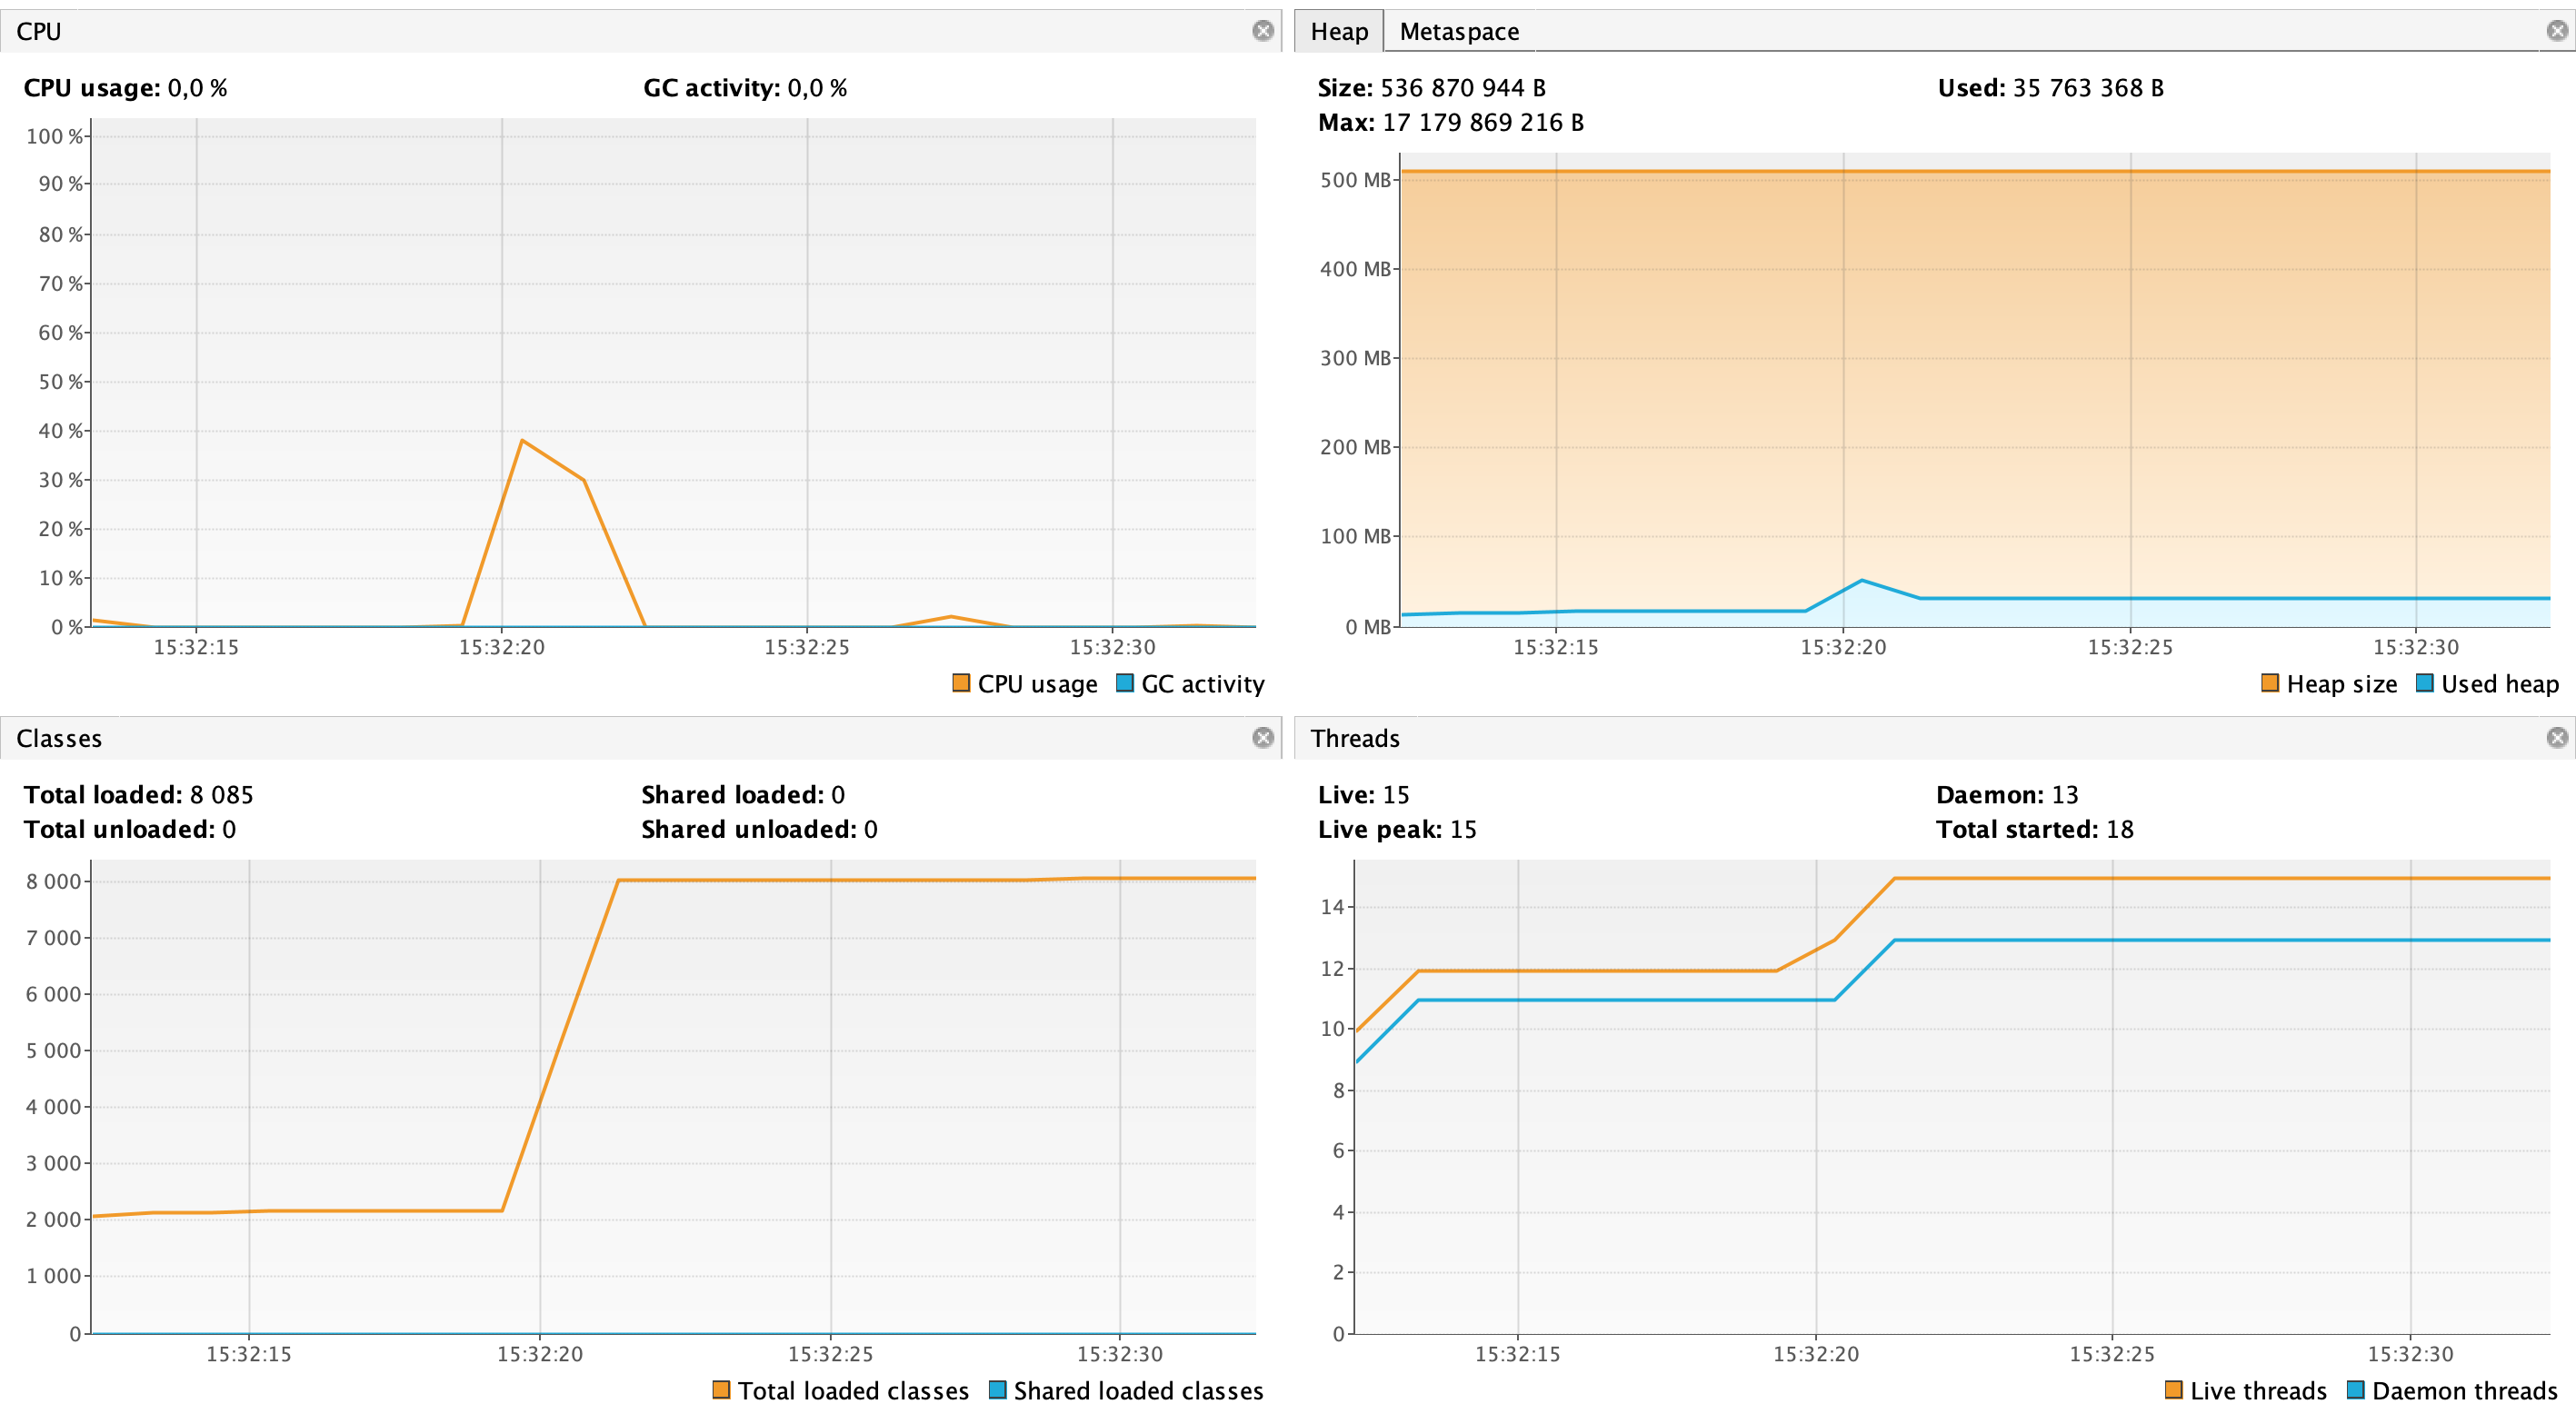 CPU
CPU usage: 0,0 % GC activity: 0,0 %
100 %
90 %
80 %
70 %
60 %
50 %
40 %
30 %
20 %
10 %
0 %
15:32:15 15:32:20 15:32:25 15:32:30
CPU usage GC activity
Heap Metaspace
Size: 536 870 944 B Used: 35 763 368 B
Max: 17 179 869 216 B
500 MB
400 MB
300 MB
200 MB
100 MB
0 MB
15:32:15 15:32:20 15:32:25 15:32:30
Heap size Used heap
Classes
Total loaded: 8 085 Shared loaded: 0
Total unloaded: 0 Shared unloaded: 0
8 000
7 000
6 000
5 000
4 000
3 000
2 000
1 000
0
15:32:15 15:32:20 15:32:25 15:32:30
Total loaded classes Shared loaded classes
Threads
Live: 15 Daemon: 13
Live peak: 15 Total started: 18
14
12
10
8
6
4
2
0
15:32:15 15:32:20 15:32:25 15:32:30
Live threads Daemon threads